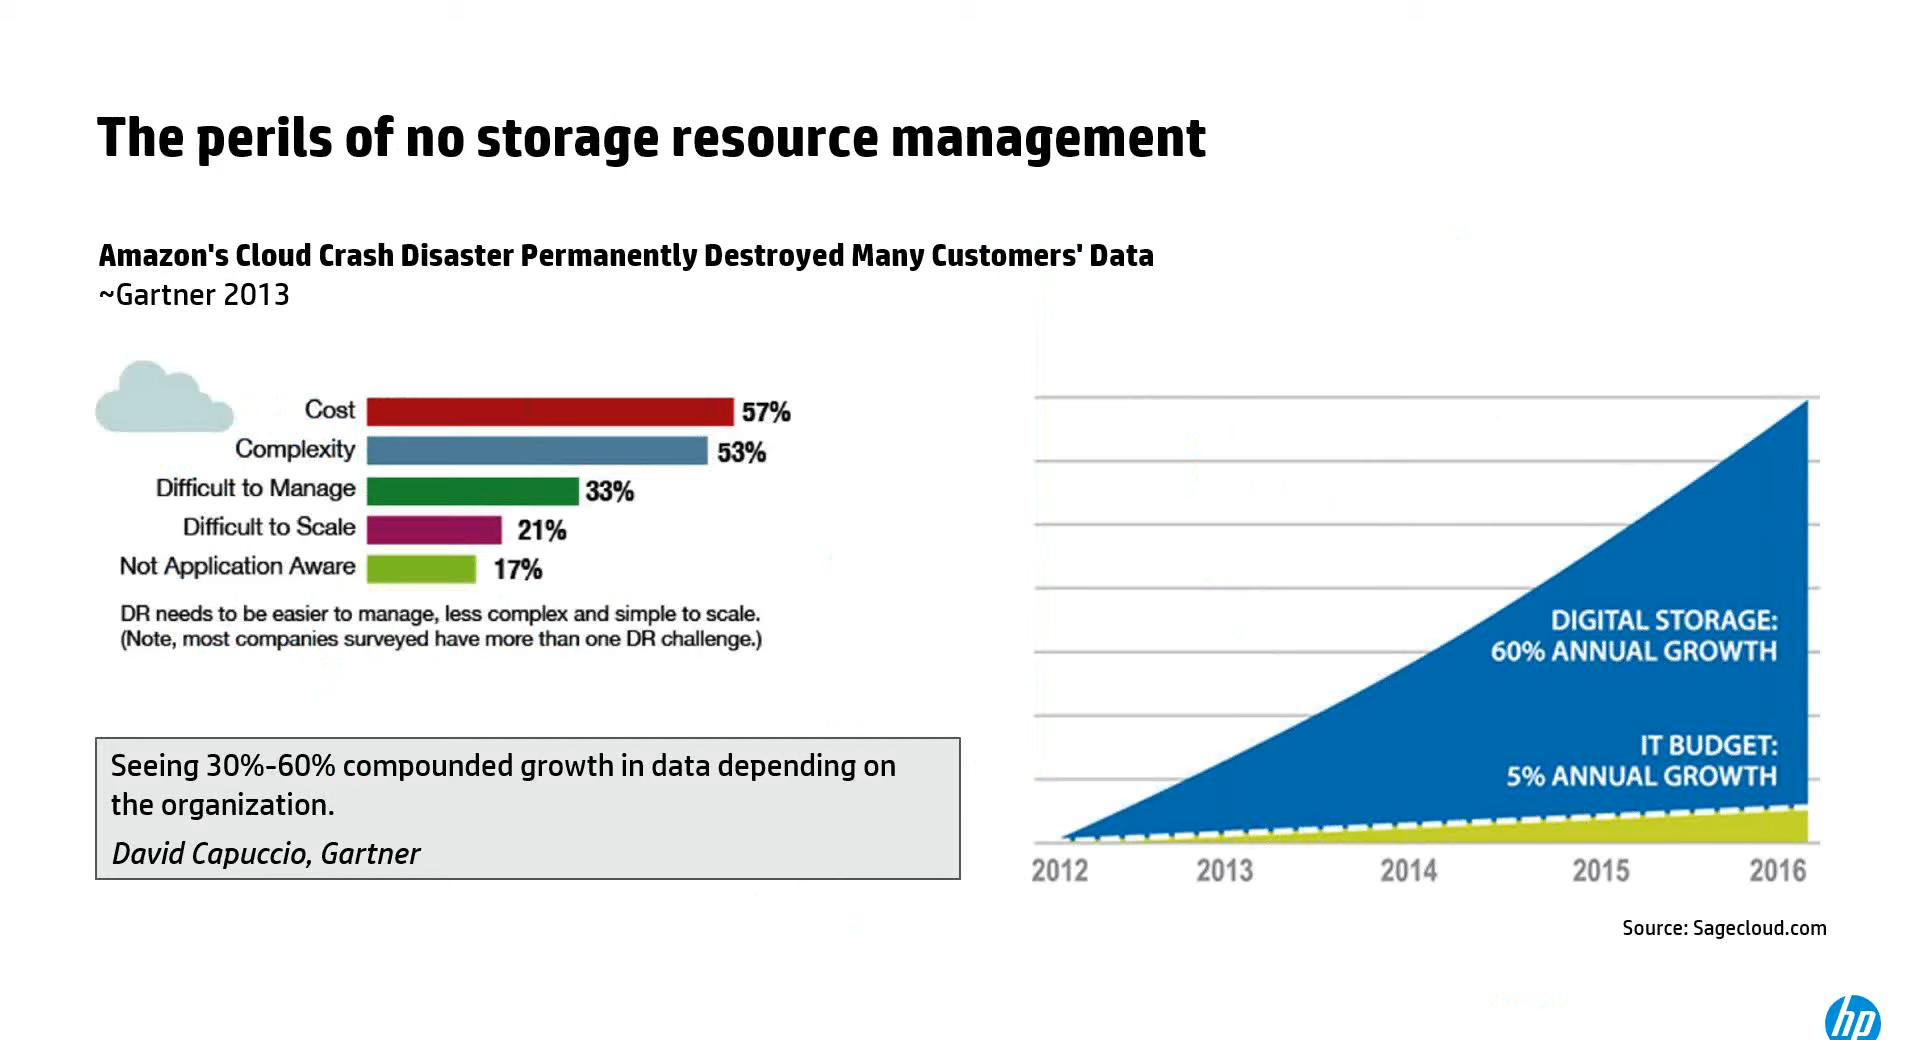 The perils of no storage resource management
Amazon's Cloud Crash Disaster Permanently Destroyed Many Customers' Data
~Gartner 2013
Cost 57%
Complexity 53%
Difficult to Manage 33%
Difficult to Scale 21%
Not Application Aware 17%
DR needs to be easier to manage, less complex and simple to scale.
(Note, most companies surveyed have more than one DR challenge.)
Seeing 30%-60% compounded growth in data depending on
the organization.
David Capuccio, Gartner
DIGITAL STORAGE:
60% ANNUAL GROWTH
IT BUDGET:
5% ANNUAL GROWTH
2012 2013 2014 2015 2016
Source: Sagecloud.com
hp